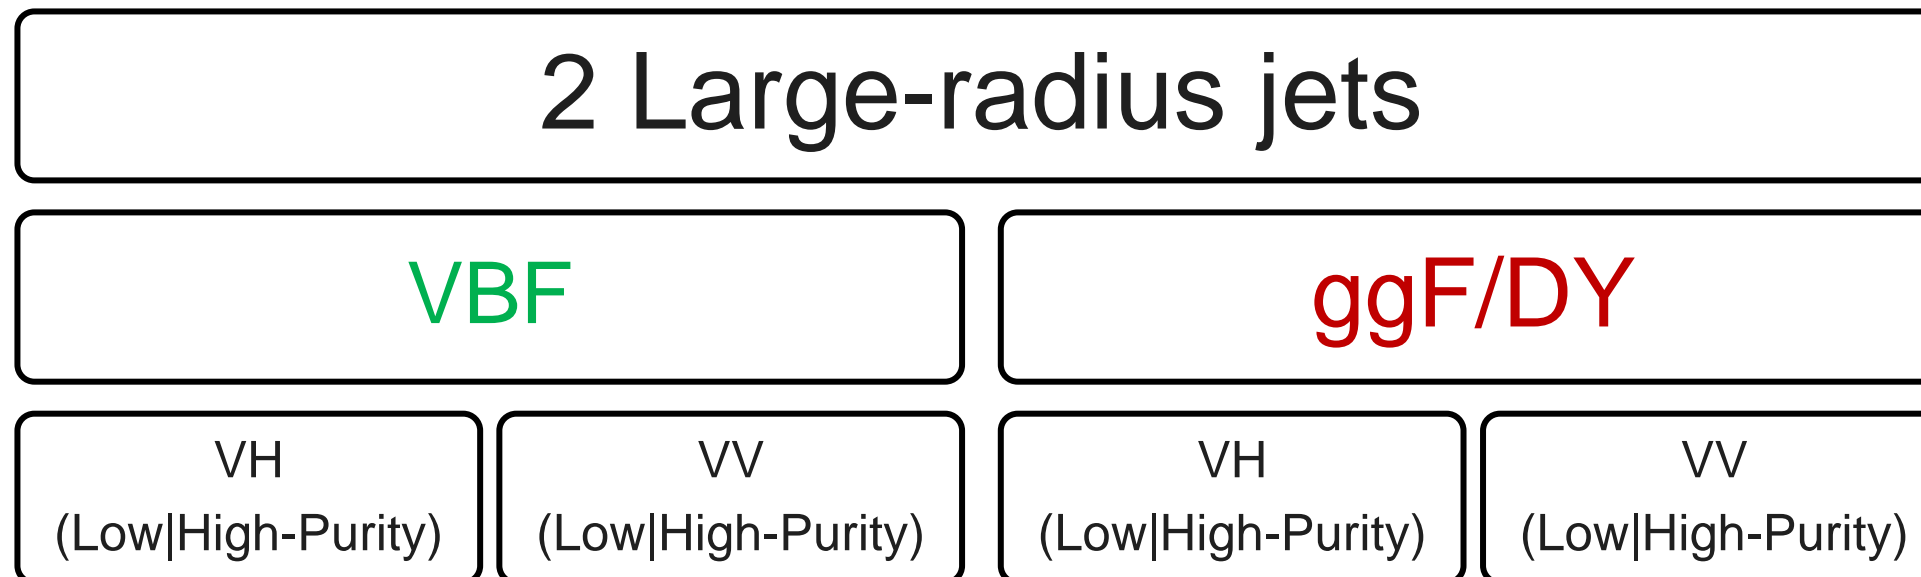 2 Large-radius jets
VBF
ggF/DY
VH
(Low|High-Purity)
VV
(Low|High-Purity)
VH
(Low|High-Purity)
VV
(Low|High-Purity)